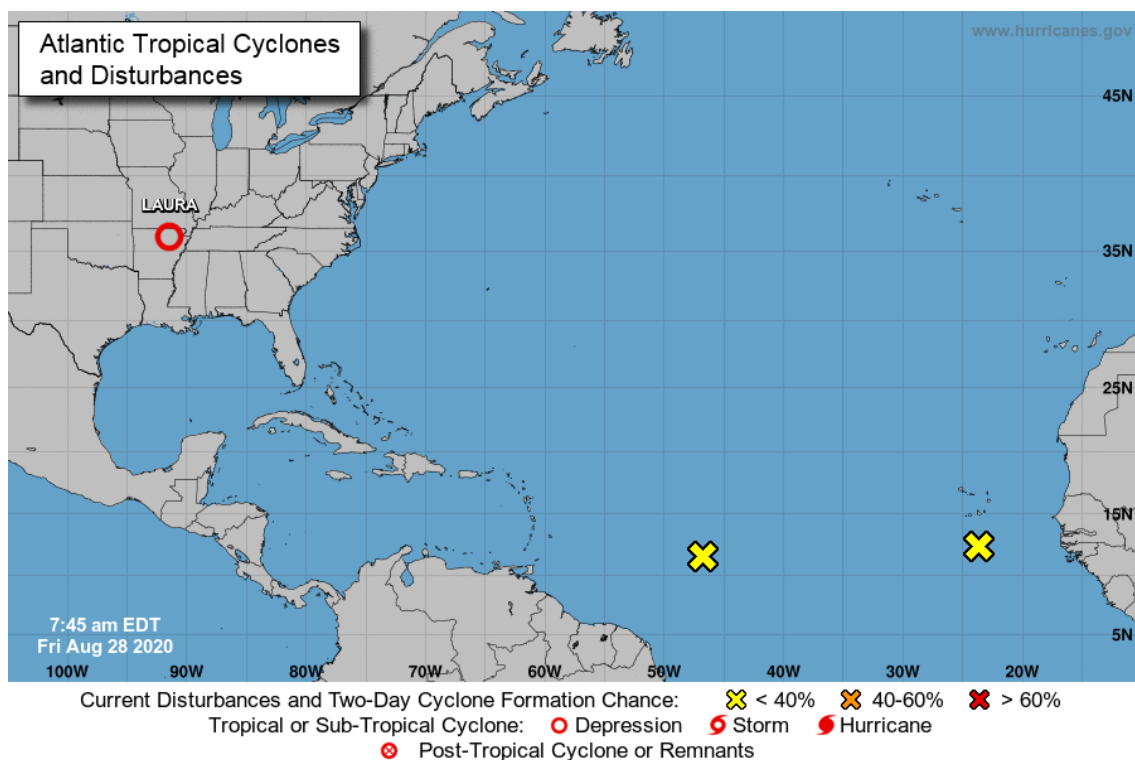 Atlantic Tropical Cyclones
and Disturbances
www.hurricanes.gov
45N
LAURA
35N
25N
15N
7:45 am EDT
Fri Aug 28 2020
5N
100W 90W 80W 70W 60W 50W 40W 30W 20W
Current Disturbances and Two-Day Cyclone Formation Chance: < 40% 40-60% > 60%
Tropical or Sub-Tropical Cyclone: Depression Storm Hurricane
Post-Tropical Cyclone or Remnants